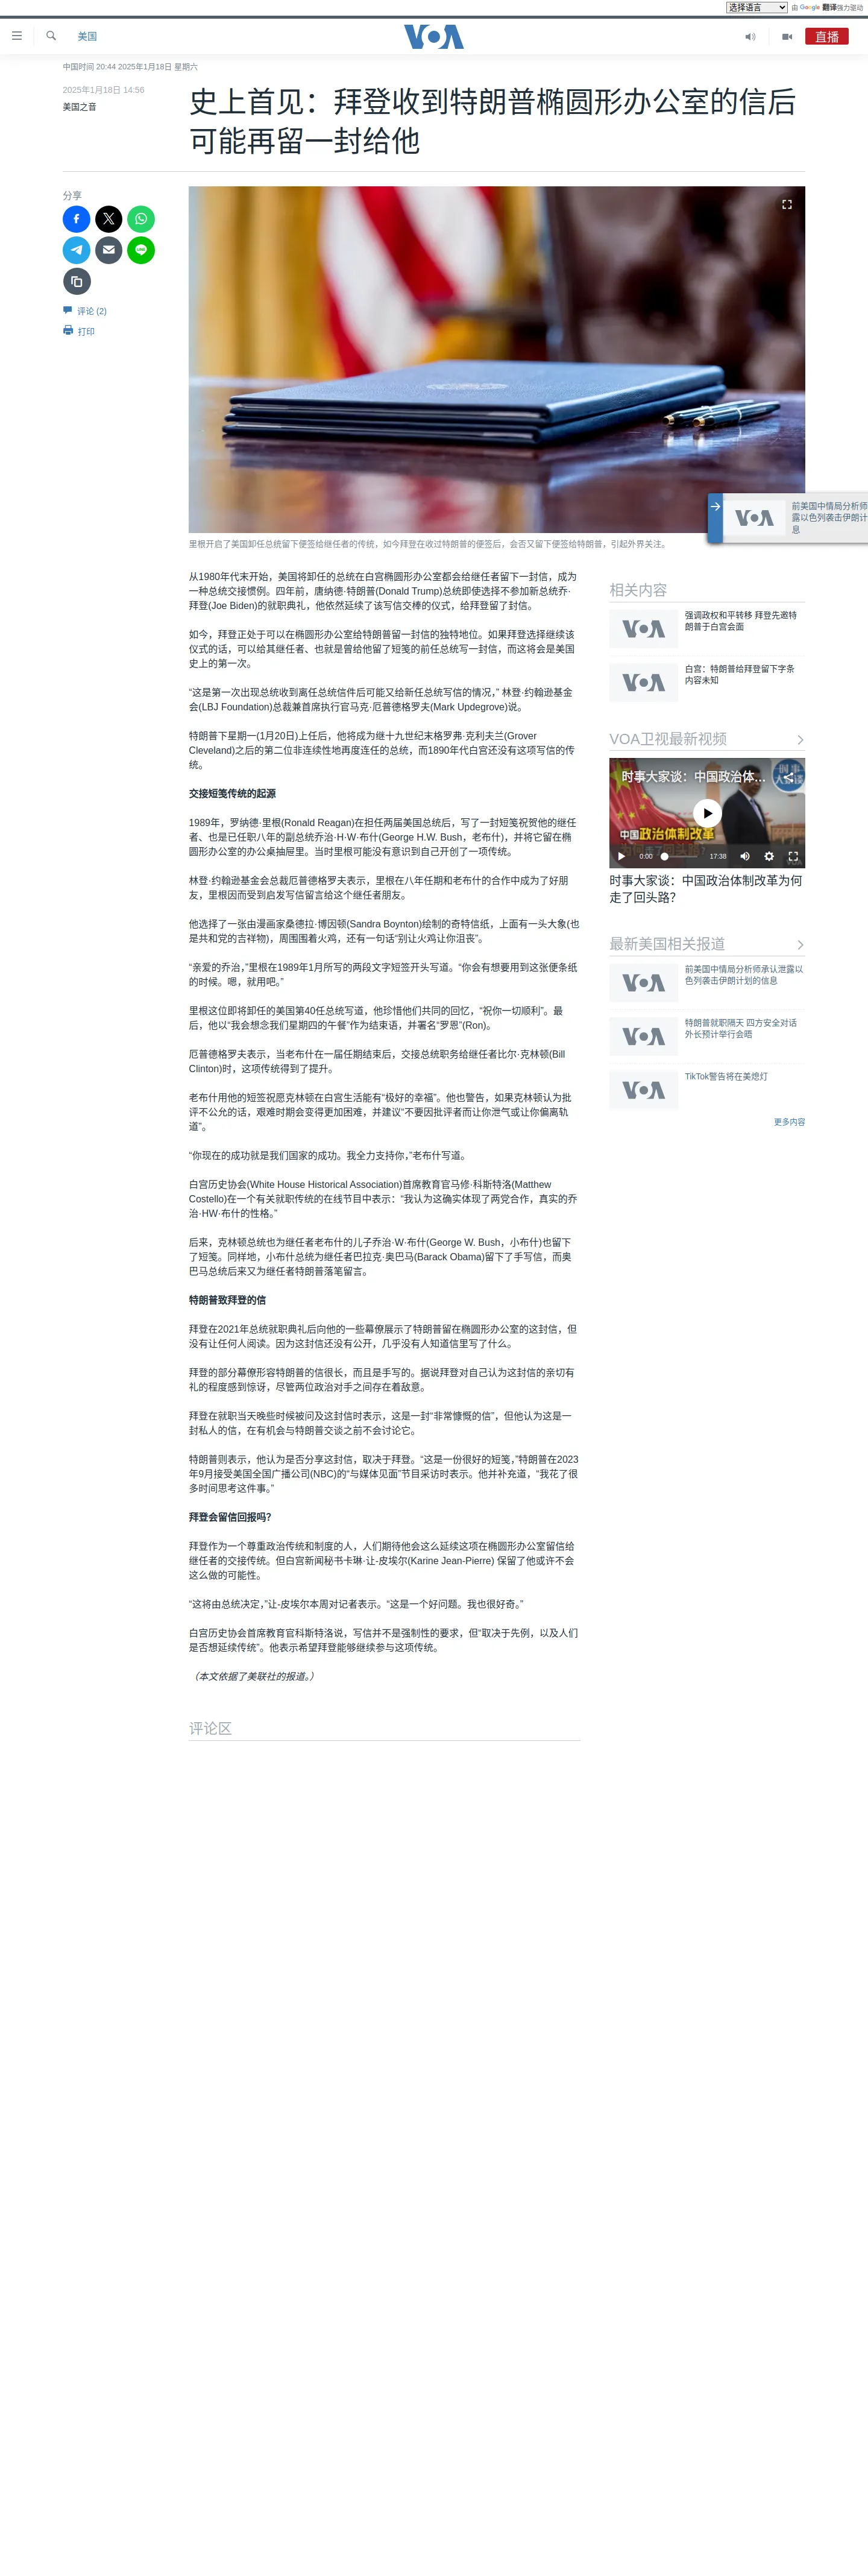 选择语言 由 Google 翻译强力驱动
美国
VOA
直播
中国时间 20:44 2025年1月18日 星期六
2025年1月18日 14:56
美国之音
史上首见：拜登收到特朗普椭圆形办公室的信后
可能再留一封给他
分享
评论 (2)
打印
里根开启了美国卸任总统留下便签给继任者的传统，如今拜登在收过特朗普的便签后，会否又留下便签给特朗普，引起外界关注。
VOA
前美国中情局分析师
露以色列袭击伊朗计
息
从1980年代末开始，美国将卸任的总统在白宫椭圆形办公室都会给继任者留下一封信，成为
一种总统交接惯例。四年前，唐纳德·特朗普(Donald Trump)总统即使选择不参加新总统乔·
拜登(Joe Biden)的就职典礼，他依然延续了该写信交棒的仪式，给拜登留了封信。
如今，拜登正处于可以在椭圆形办公室给特朗普留一封信的独特地位。如果拜登选择继续该
仪式的话，可以给其继任者、也就是曾给他留了短笺的前任总统写一封信，而这将会是美国
史上的第一次。
“这是第一次出现总统收到离任总统信件后可能又给新任总统写信的情况，” 林登·约翰逊基金
会(LBJ Foundation)总裁兼首席执行官马克·厄普德格罗夫(Mark Updegrove)说。
特朗普下星期一(1月20日)上任后，他将成为继十九世纪末格罗弗·克利夫兰(Grover
Cleveland)之后的第二位非连续性地再度连任的总统，而1890年代白宫还没有这项写信的传
统。
交接短笺传统的起源
1989年，罗纳德·里根(Ronald Reagan)在担任两届美国总统后，写了一封短笺祝贺他的继任
者、也是已任职八年的副总统乔治·H·W·布什(George H.W. Bush，老布什)，并将它留在椭
圆形办公室的办公桌抽屉里。当时里根可能没有意识到自己开创了一项传统。
林登·约翰逊基金会总裁厄普德格罗夫表示，里根在八年任期和老布什的合作中成为了好朋
友，里根因而受到启发写信留言给这个继任者朋友。
他选择了一张由漫画家桑德拉·博因顿(Sandra Boynton)绘制的奇特信纸，上面有一头大象(也
是共和党的吉祥物)，周围围着火鸡，还有一句话“别让火鸡让你沮丧”。
“亲爱的乔治，”里根在1989年1月所写的两段文字短签开头写道。“你会有想要用到这张便条纸
的时候。嗯，就用吧。”
里根这位即将卸任的美国第40任总统写道，他珍惜他们共同的回忆，“祝你一切顺利”。最
后，他以“我会想念我们星期四的午餐”作为结束语，并署名“罗恩”(Ron)。
厄普德格罗夫表示，当老布什在一届任期结束后，交接总统职务给继任者比尔·克林顿(Bill
Clinton)时，这项传统得到了提升。
老布什用他的短签祝愿克林顿在白宫生活能有“极好的幸福”。他也警告，如果克林顿认为批
评不公允的话，艰难时期会变得更加困难，并建议“不要因批评者而让你泄气或让你偏离轨
道”。
“你现在的成功就是我们国家的成功。我全力支持你，”老布什写道。
白宫历史协会(White House Historical Association)首席教育官马修·科斯特洛(Matthew
Costello)在一个有关就职传统的在线节目中表示：“我认为这确实体现了两党合作，真实的乔
治·HW·布什的性格。”
后来，克林顿总统也为继任者老布什的儿子乔治·W·布什(George W. Bush，小布什)也留下
了短笺。同样地，小布什总统为继任者巴拉克·奥巴马(Barack Obama)留下了手写信，而奥
巴马总统后来又为继任者特朗普落笔留言。
特朗普致拜登的信
拜登在2021年总统就职典礼后向他的一些幕僚展示了特朗普留在椭圆形办公室的这封信，但
没有让任何人阅读。因为这封信还没有公开，几乎没有人知道信里写了什么。
拜登的部分幕僚形容特朗普的信很长，而且是手写的。据说拜登对自己认为这封信的亲切有
礼的程度感到惊讶，尽管两位政治对手之间存在着敌意。
拜登在就职当天晚些时候被问及这封信时表示，这是一封“非常慷慨的信”，但他认为这是一
封私人的信，在有机会与特朗普交谈之前不会讨论它。
特朗普则表示，他认为是否分享这封信，取决于拜登。“这是一份很好的短笺，”特朗普在2023
年9月接受美国全国广播公司(NBC)的“与媒体见面”节目采访时表示。他并补充道，“我花了很
多时间思考这件事。”
拜登会留信回报吗？
拜登作为一个尊重政治传统和制度的人，人们期待他会这么延续这项在椭圆形办公室留信给
继任者的交接传统。但白宫新闻秘书卡琳·让-皮埃尔(Karine Jean-Pierre) 保留了他或许不会
这么做的可能性。
“这将由总统决定，”让-皮埃尔本周对记者表示。“这是一个好问题。我也很好奇。”
白宫历史协会首席教育官科斯特洛说，写信并不是强制性的要求，但“取决于先例，以及人们
是否想延续传统”。他表示希望拜登能够继续参与这项传统。
（本文依据了美联社的报道。）
评论区
相关内容
VOA
强调政权和平转移 拜登先邀特
朗普于白宫会面
VOA
白宫：特朗普给拜登留下字条
内容未知
VOA卫视最新视频
时事大家谈：中国政治体...
中国政治体制改革
0:00
17:38
时事大家谈：中国政治体制改革为何
走了回头路？
最新美国相关报道
VOA
前美国中情局分析师承认泄露以
色列袭击伊朗计划的信息
VOA
特朗普就职隔天 四方安全对话
外长预计举行会晤
VOA
TikTok警告将在美熄灯
更多内容